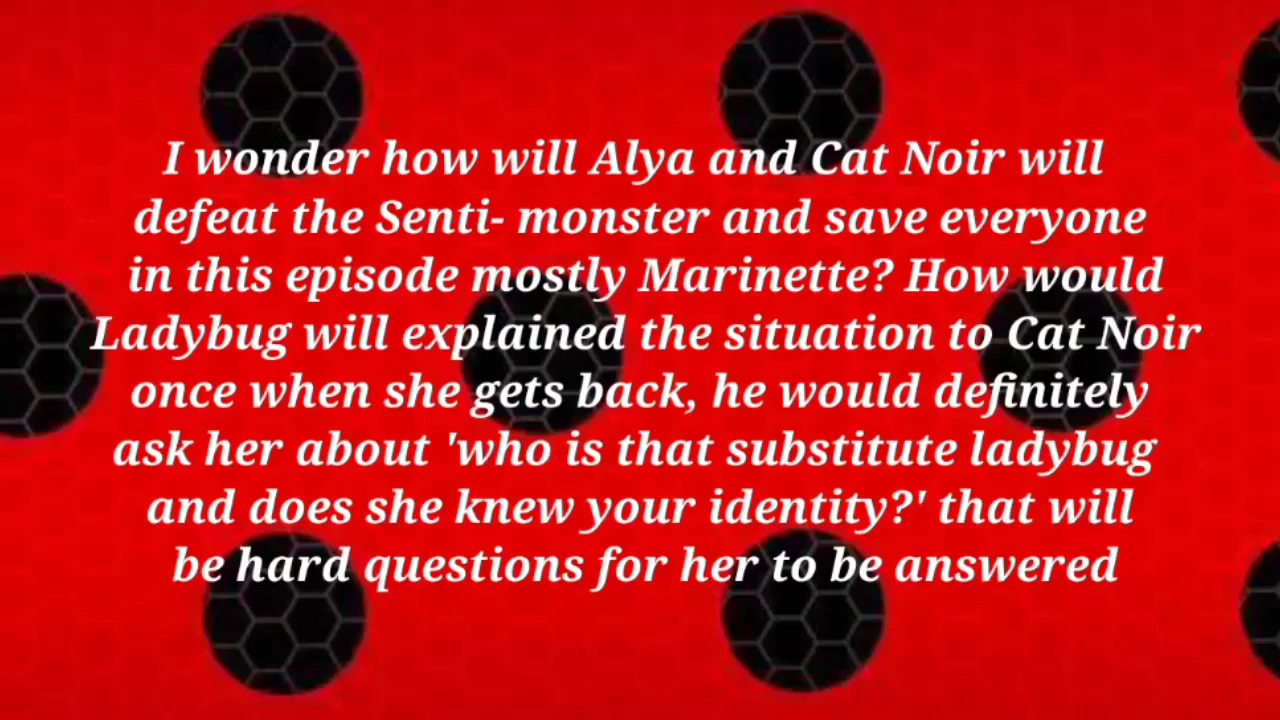 I wonder how will Alya and Cat Noir will
defeat the Senti- monster and save everyone
in this episode mostly Marinette? How would
Ladybug will explained the situation to Cat Noir
once when she gets back, he would definitely
ask her about 'who is that substitute ladybug
and does she knew your identity?' that will
be hard questions for her to be answered